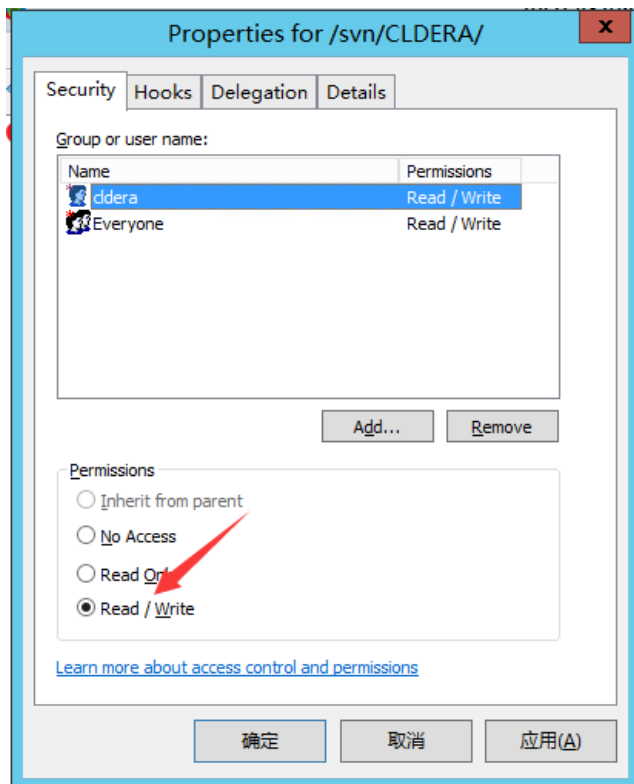 Properties for /svn/CLDERA/
x
Security Hooks Delegation Details
Group or user name:
Name Permissions
cldera Read / Write
Everyone Read / Write
Add... Remove
Permissions
Inherit from parent
No Access
Read On
Read / Write
Learn more about access control and permissions
确定 取消 应用(A)